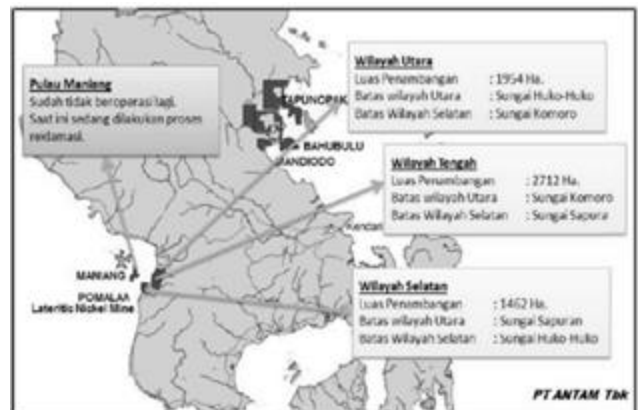 Pulau Maniang
Sudah tidak beroperasi lagi.
Saat ini sedang dilakukan proses
reklamasi.
Wilayah Utara
Luas Penambangan : 1954 Ha.
Batas wilayah Utara : Sungai Huko-Huko
Batas Wilayah Selatan : Sungai Komoro
TAPUNOPAK
BAHUBULU
MANDIODO
Wilayah Tengah
Luas Penambangan : 2712 Ha.
Batas wilayah Utara : Sungai Komoro
Batas Wilayah Selatan : Sungai Sapura
Kendari
MANIANG
POMALAA
Lateritic Nickel Mine
Wilayah Selatan
Luas Penambangan : 1462 Ha.
Batas wilayah Utara : Sungai Sapuran
Batas Wilayah Selatan : Sungai Huko-Huko
PT ANTAM Tbk